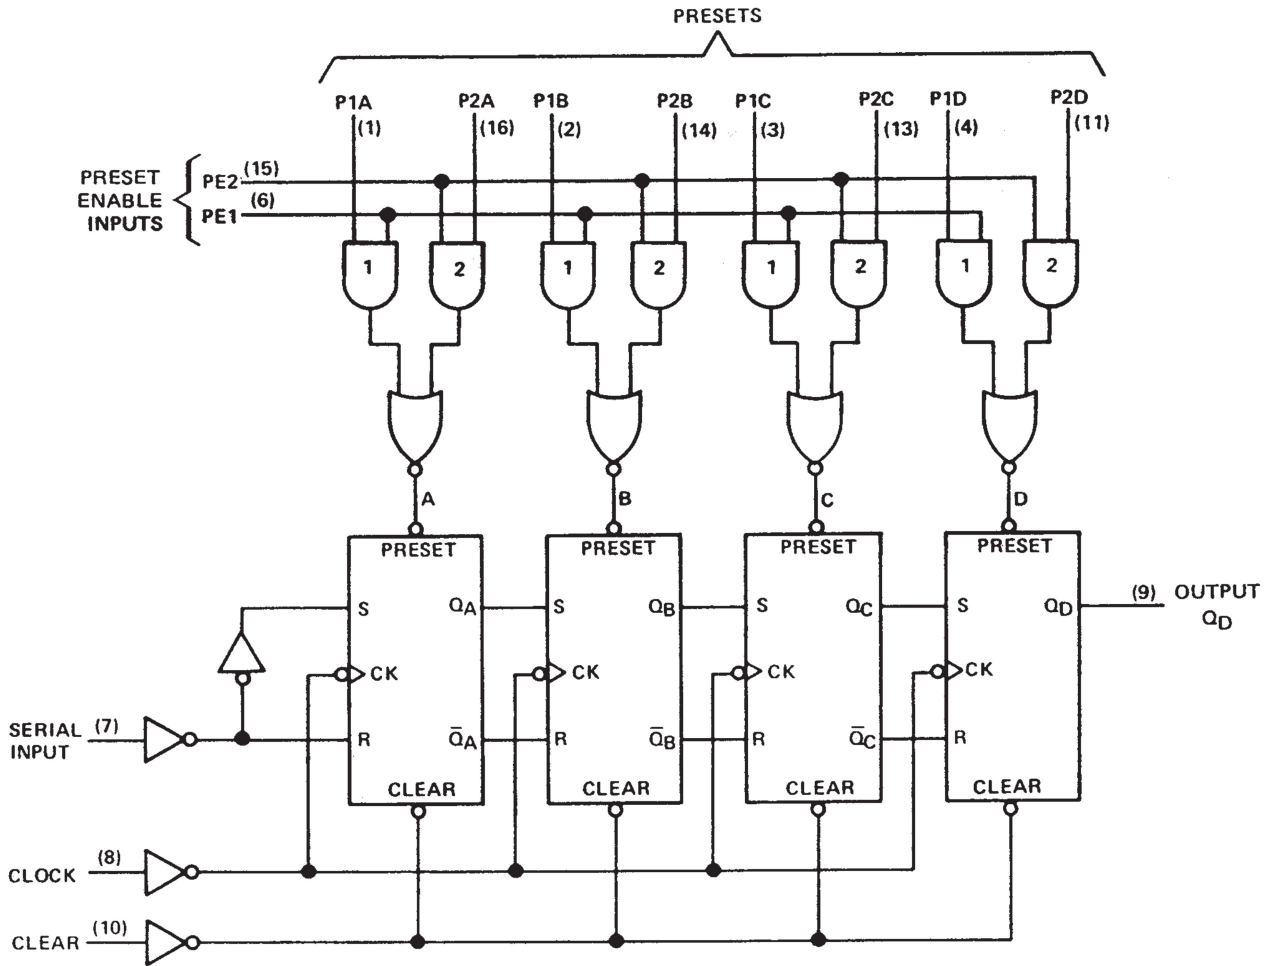 PRESETS
P1A P2A P1B P2B P1C P2C P1D P2D
(1) (16) (2) (14) (3) (13) (4) (11)
PRESET
ENABLE
INPUTS
PE2 (15)
PE1 (6)
1 2 1 2 1 2 1 2
A B C D
PRESET PRESET PRESET PRESET
S QA S QB S QC S QD (9) OUTPUT
QD
CK CK CK CK
SERIAL (7)
INPUT
R Q̅A R Q̅B R Q̅C R
CLEAR CLEAR CLEAR CLEAR
CLOCK (8)
CLEAR (10)